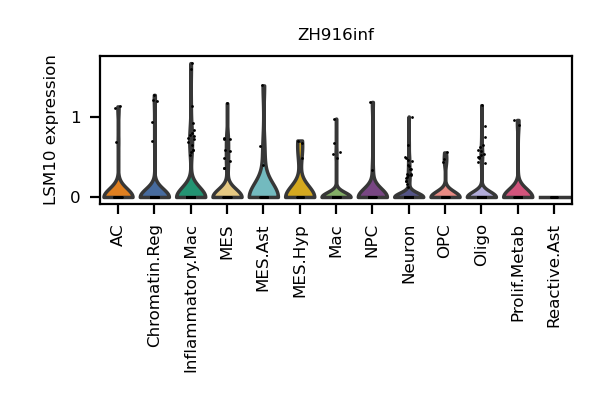 ZH916inf
LSM10 expression
1
0
AC
Chromatin.Reg
Inflammatory.Mac
MES
MES.Ast
MES.Hyp
Mac
NPC
Neuron
OPC
Oligo
Prolif.Metab
Reactive.Ast